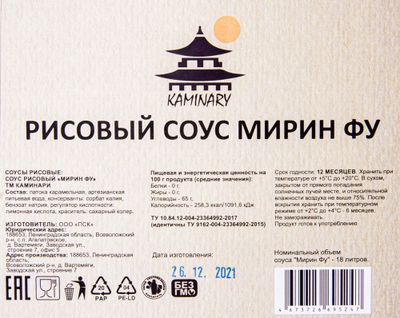 KAMINARY
РИСОВЫЙ СОУС МИРИН ФУ
СОУСЫ РИСОВЫЕ:
СОУС РИСОВЫЙ «МИРИН ФУ»
ТМ КАМИНАРИ
Состав: патока карамельная, артезианская
питьевая вода, консерванты: сорбат калия,
бензоат натрия, регулятор кислотности:
лимонная кислота, краситель: сахарный колер.
Изготовитель: ООО «ПСК»
188653, Ленинградская область, Всеволожский
р-н, с.п. Агалатовское,
д. Вартемяги, Заводская ул.,
строение 7, офис 5
Адрес производства:
188653, Ленинградская область,
Всеволожский р-н, д. Вартемяги,
Заводская ул., строение 7
Пищевая и энергетическая ценность на
100 г продукта (средние значения):
Белки - 0 г.
Жиры - 0 г.
Углеводы - 65 г.
Калорийность - 258,3 ккал/1091,6 кДж
ТУ 10.84.12-004-23364992-2017
(идентичны ТУ 9162-004-23364992-2015)
Дата изготовления:
26. 12. 2021
Срок годности: 12 МЕСЯЦЕВ. Хранить при
температуре от +5°С до +20°С. В сухом,
закрытом от прямого попадания
солнечных лучей месте, и относительной
влажности воздуха не выше 75%. После
вскрытия хранить при температурном
режиме от +2°С до +4°С - 6 месяцев.
Продукт готов к употреблению.
Номинальный объем
соуса "Мирин Фу" - 18 литров.
EAC
20
PAP
04
PE-LD
БЕЗ
ГМО
4673726695247